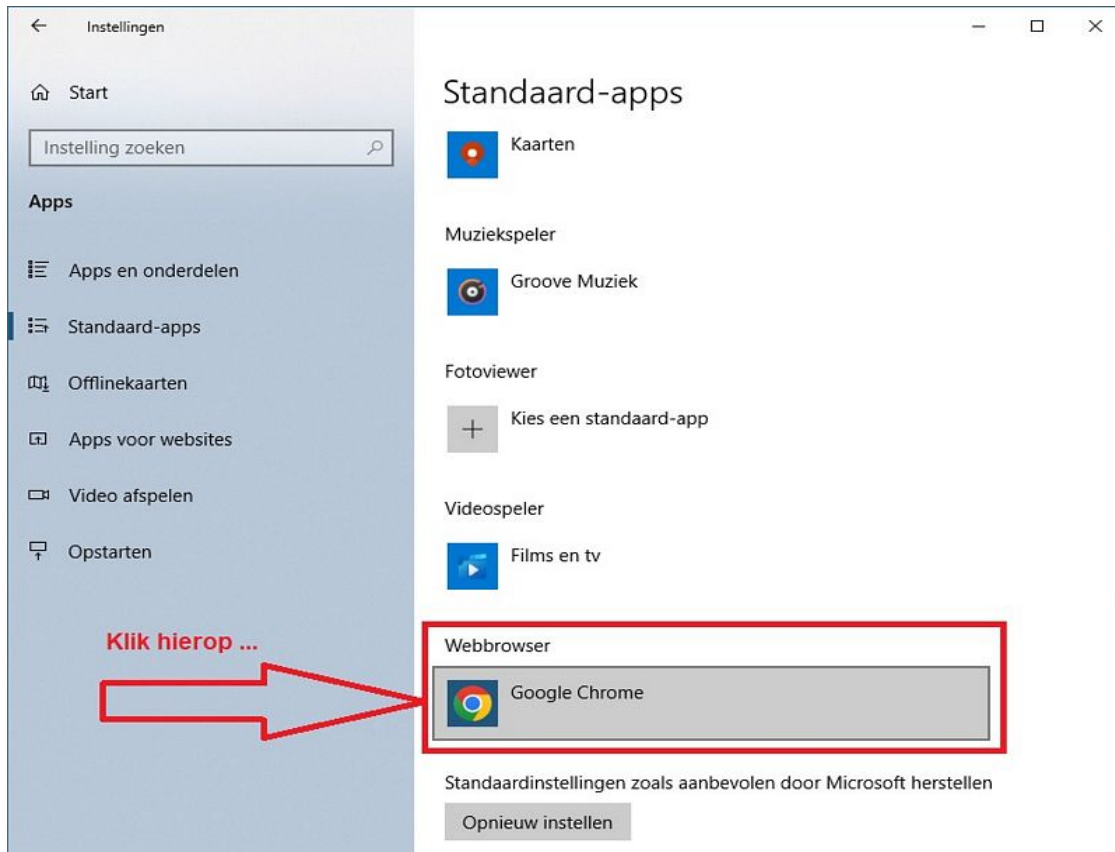 Instellingen
Start
Instelling zoeken
Apps
Apps en onderdelen
Standaard-apps
Offlinekaarten
Apps voor websites
Video afspelen
Opstarten
Klik hierop ...
Standaard-apps
Kaarten
Muziekspeler
Groove Muziek
Fotoviewer
Kies een standaard-app
Videospeler
Films en tv
Webbrowser
Google Chrome
Standaardinstellingen zoals aanbevolen door Microsoft herstellen
Opnieuw instellen